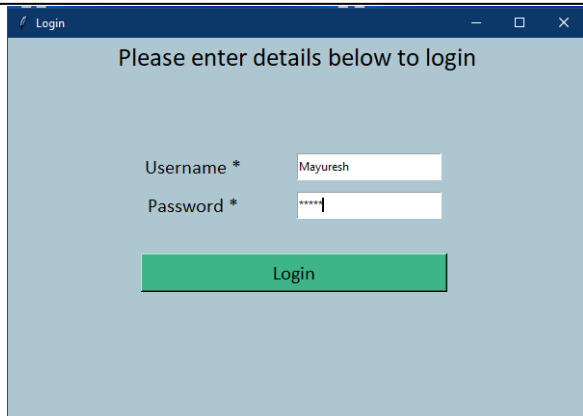 Login
Please enter details below to login
Username * Mayuresh
Password * *****
Login